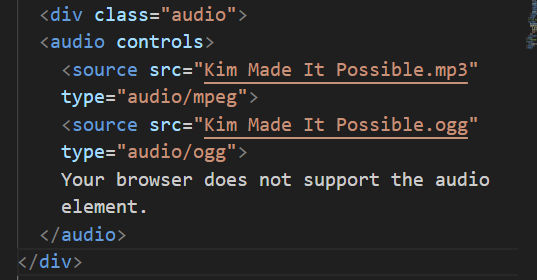 <div class="audio">
<audio controls>
<source src="Kim Made It Possible.mp3"
type="audio/mpeg">
<source src="Kim Made It Possible.ogg"
type="audio/ogg">
Your browser does not support the audio
element.
</audio>
</div>